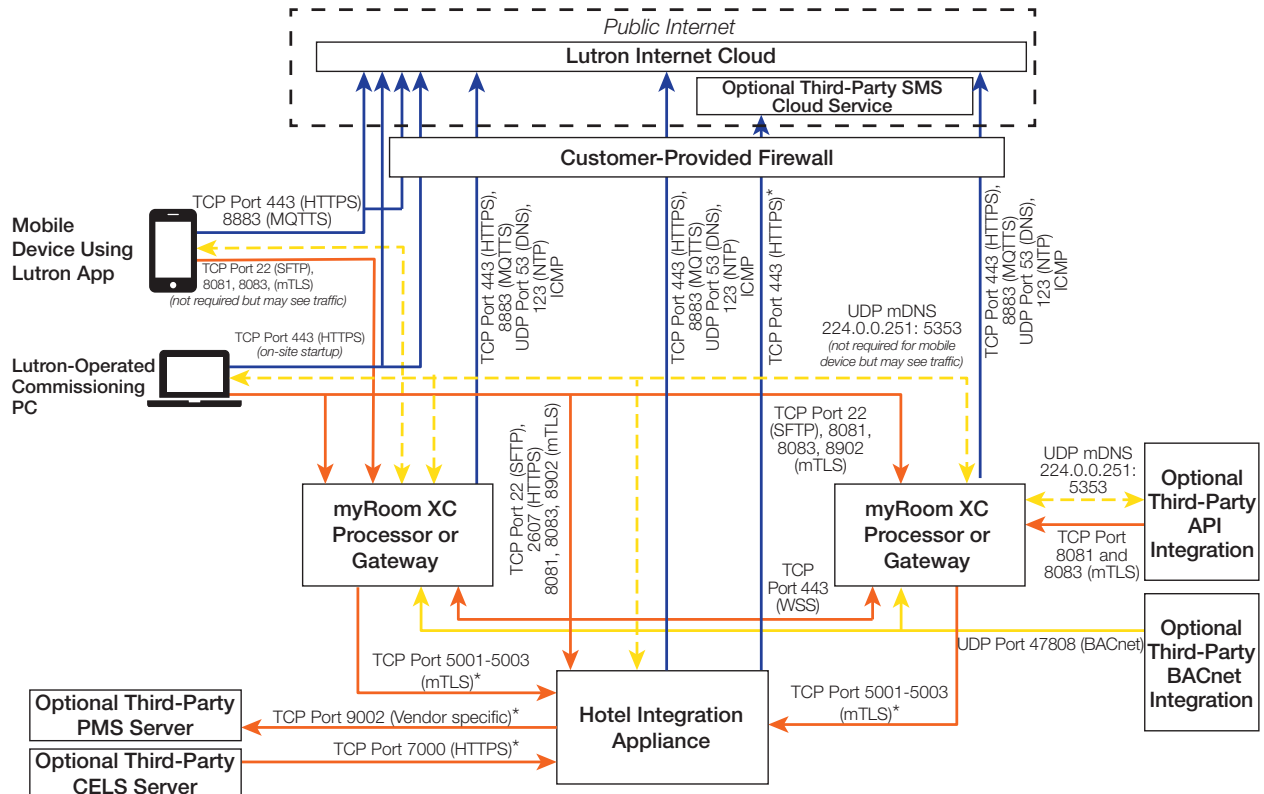 Public Internet
Lutron Internet Cloud
Optional Third-Party SMS
Cloud Service
Customer-Provided Firewall
TCP Port 443 (HTTPS)
8883 (MQTTS)
Mobile
Device Using
Lutron App
TCP Port 22 (SFTP),
8081, 8083, (mTLS)
(not required but may see traffic)
TCP Port 443 (HTTPS)
(on-site startup)
Lutron-Operated
Commissioning
PC
TCP Port 443 (HTTPS),
8883 (MQTTS)
UDP Port 53 (DNS),
123 (NTP)
ICMP
TCP Port 443 (HTTPS),
8883 (MQTTS)
UDP Port 53 (DNS),
123 (NTP)
ICMP
TCP Port 443 (HTTPS)*
UDP mDNS
224.0.0.251: 5353
(not required for mobile
device but may see traffic)
TCP Port 443 (HTTPS),
8883 (MQTTS)
UDP Port 53 (DNS),
123 (NTP)
ICMP
TCP Port 22 (SFTP),
2607 (HTTPS)
8081, 8083, 8902 (mTLS)
TCP Port 22
(SFTP), 8081,
8083, 8902
(mTLS)
myRoom XC
Processor or
Gateway
myRoom XC
Processor or
Gateway
UDP mDNS
224.0.0.251:
5353
TCP Port
8081 and
8083 (mTLS)
Optional
Third-Party
API
Integration
TCP
Port 443
(WSS)
UDP Port 47808 (BACnet)
Optional
Third-Party
BACnet
Integration
TCP Port 5001-5003
(mTLS)*
TCP Port 5001-5003
(mTLS)*
Optional Third-Party
PMS Server
TCP Port 9002 (Vendor specific)*
Hotel Integration
Appliance
TCP Port 7000 (HTTPS)*
Optional Third-Party
CELS Server